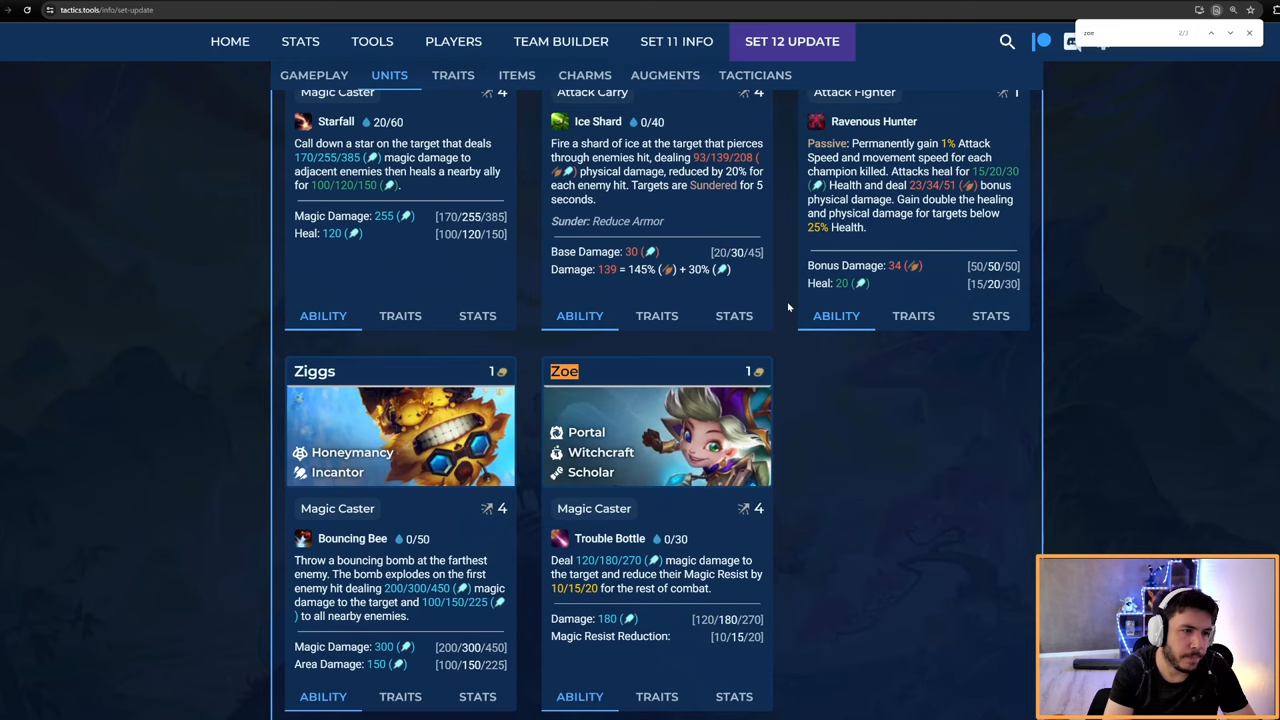 tactics.tools/info/set-update
zoe
2/3
HOME STATS TOOLS PLAYERS TEAM BUILDER SET 11 INFO SET 12 UPDATE
GAMEPLAY UNITS TRAITS ITEMS CHARMS AUGMENTS TACTICIANS
Magic Caster 4
Starfall 20/60
Call down a star on the target that deals
170/255/385 ( ) magic damage to
adjacent enemies then heals a nearby ally
for 100/120/150 ( ).
Magic Damage: 255 ( ) [170/255/385]
Heal: 120 ( ) [100/120/150]
ABILITY TRAITS STATS
Attack Carry 4
Ice Shard 0/40
Fire a shard of ice at the target that pierces
through enemies hit, dealing 93/139/208 (
) physical damage, reduced by 20% for
each enemy hit. Targets are Sundered for 5
seconds.
Sunder: Reduce Armor
Base Damage: 30 ( ) [20/30/45]
Damage: 139 = 145% ( ) + 30% ( )
ABILITY TRAITS STATS
Attack Fighter 1
Ravenous Hunter
Passive: Permanently gain 1% Attack
Speed and movement speed for each
champion killed. Attacks heal for 15/20/30
( ) Health and deal 23/34/51 ( ) bonus
physical damage. Gain double the healing
and physical damage for targets below
25% Health.
Bonus Damage: 34 ( ) [50/50/50]
Heal: 20 ( ) [15/20/30]
ABILITY TRAITS STATS
Ziggs 1
Honeymancy
Incantor
Magic Caster 4
Bouncing Bee 0/50
Throw a bouncing bomb at the farthest
enemy. The bomb explodes on the first
enemy hit dealing 200/300/450 ( ) magic
damage to the target and 100/150/225 (
) to all nearby enemies.
Magic Damage: 300 ( ) [200/300/450]
Area Damage: 150 ( ) [100/150/225]
ABILITY TRAITS STATS
Zoe 1
Portal
Witchcraft
Scholar
Magic Caster 4
Trouble Bottle 0/30
Deal 120/180/270 ( ) magic damage to
the target and reduce their Magic Resist by
10/15/20 for the rest of combat.
Damage: 180 ( ) [120/180/270]
Magic Resist Reduction: [10/15/20]
ABILITY TRAITS STATS